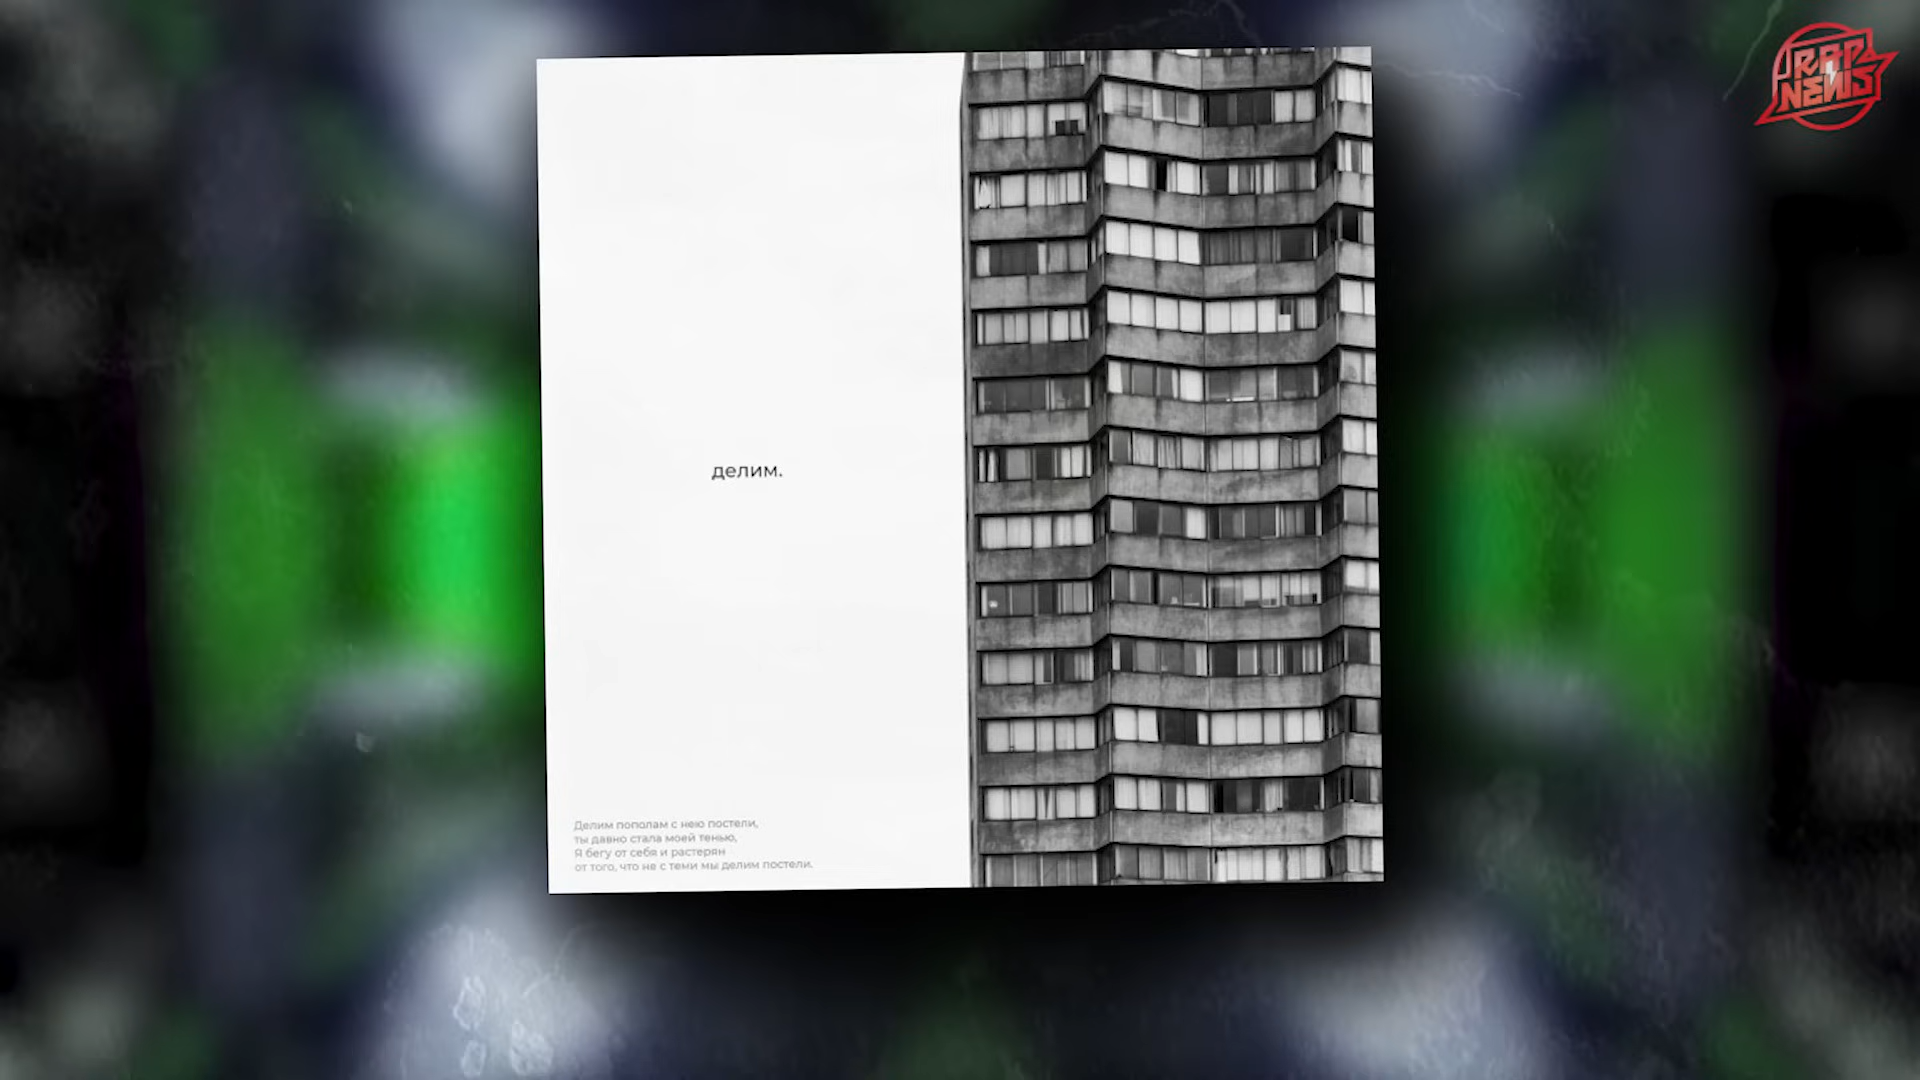 RAP
NEWS
делим.
Делим пополам с нею постели,
ты давно стала моей тенью,
Я бегу от себя и растерян
от того, что не с теми мы делим постели.